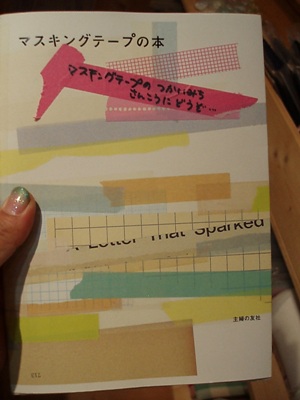 マスキングテープの本
マスキングテープの つかいみち
さんこうに どうぞ...
A Letter That Sparked
主婦の友社